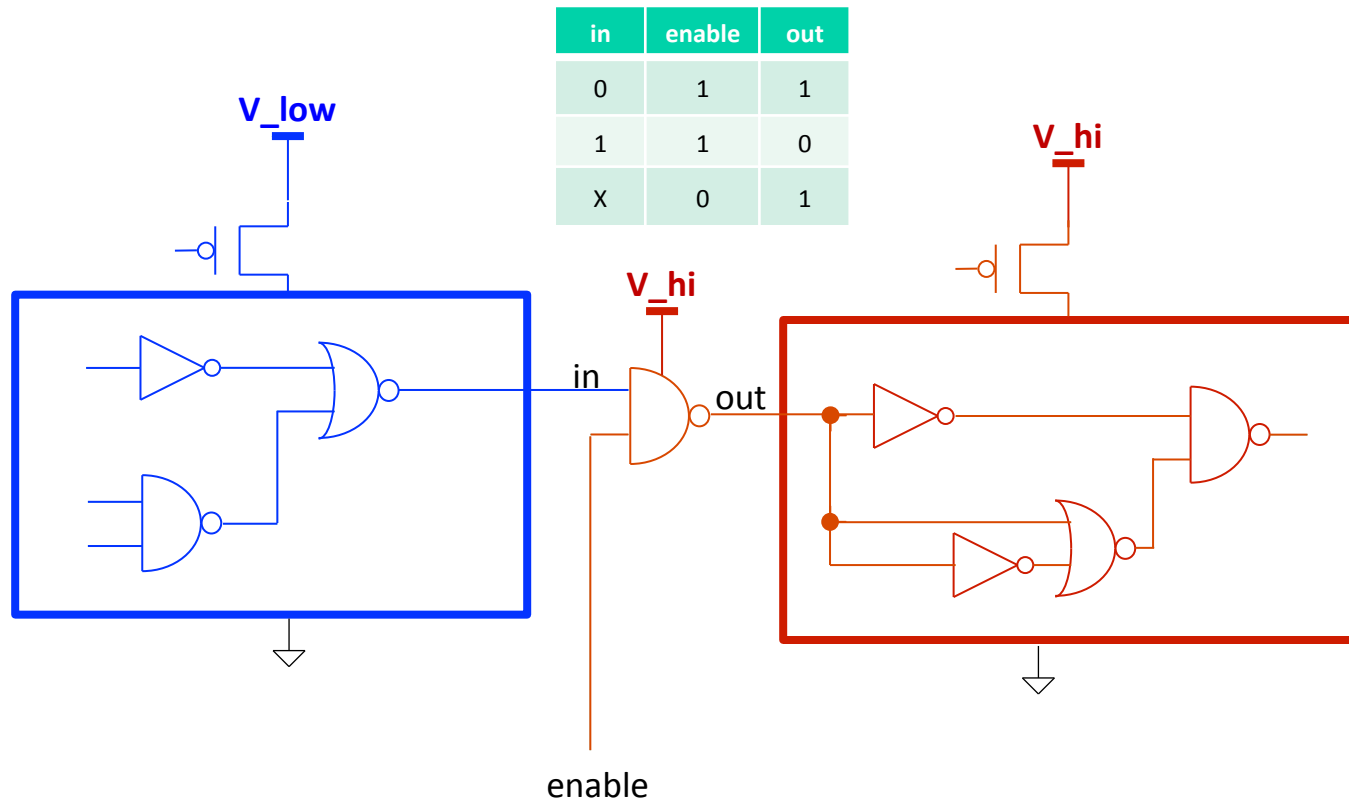 in enable out
0 1 1
1 1 0
X 0 1
V_low
V_hi
V_hi
in
out
enable